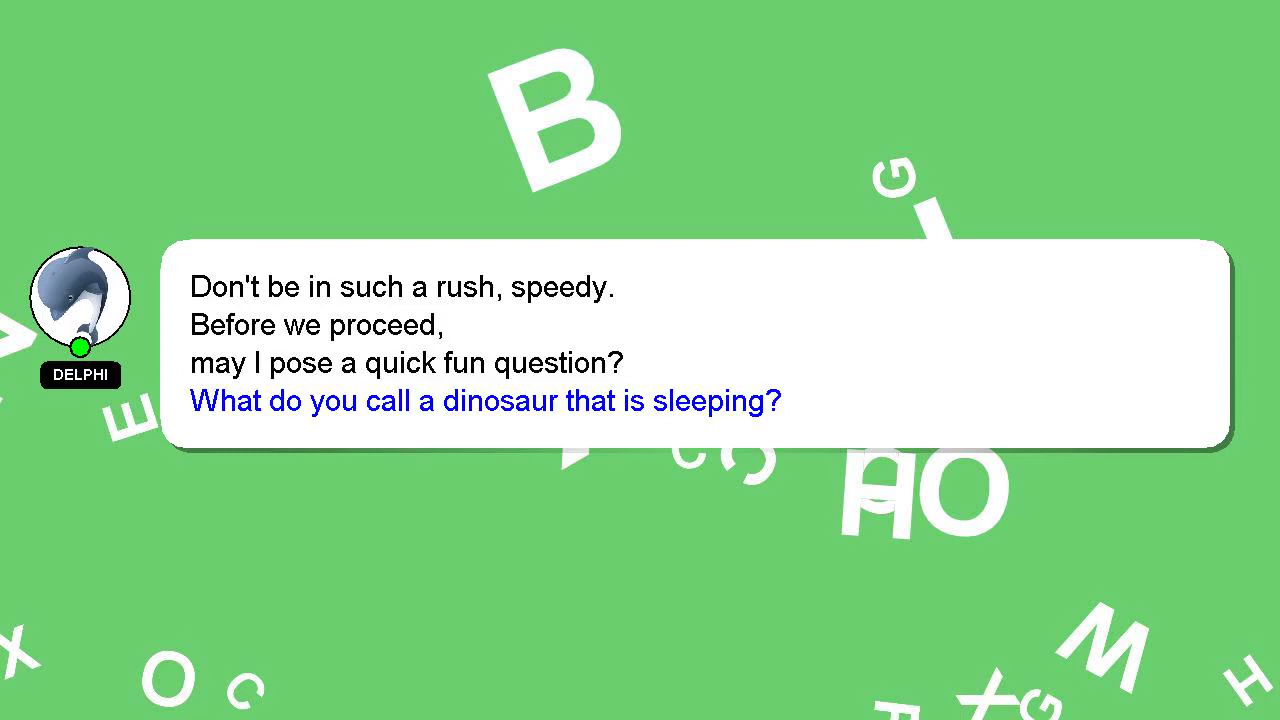 B
G
Don't be in such a rush, speedy.
Before we proceed,
may I pose a quick fun question?
What do you call a dinosaur that is sleeping?
DELPHI
E
C
C
H
O
O
X
O
C
M
H
X
G